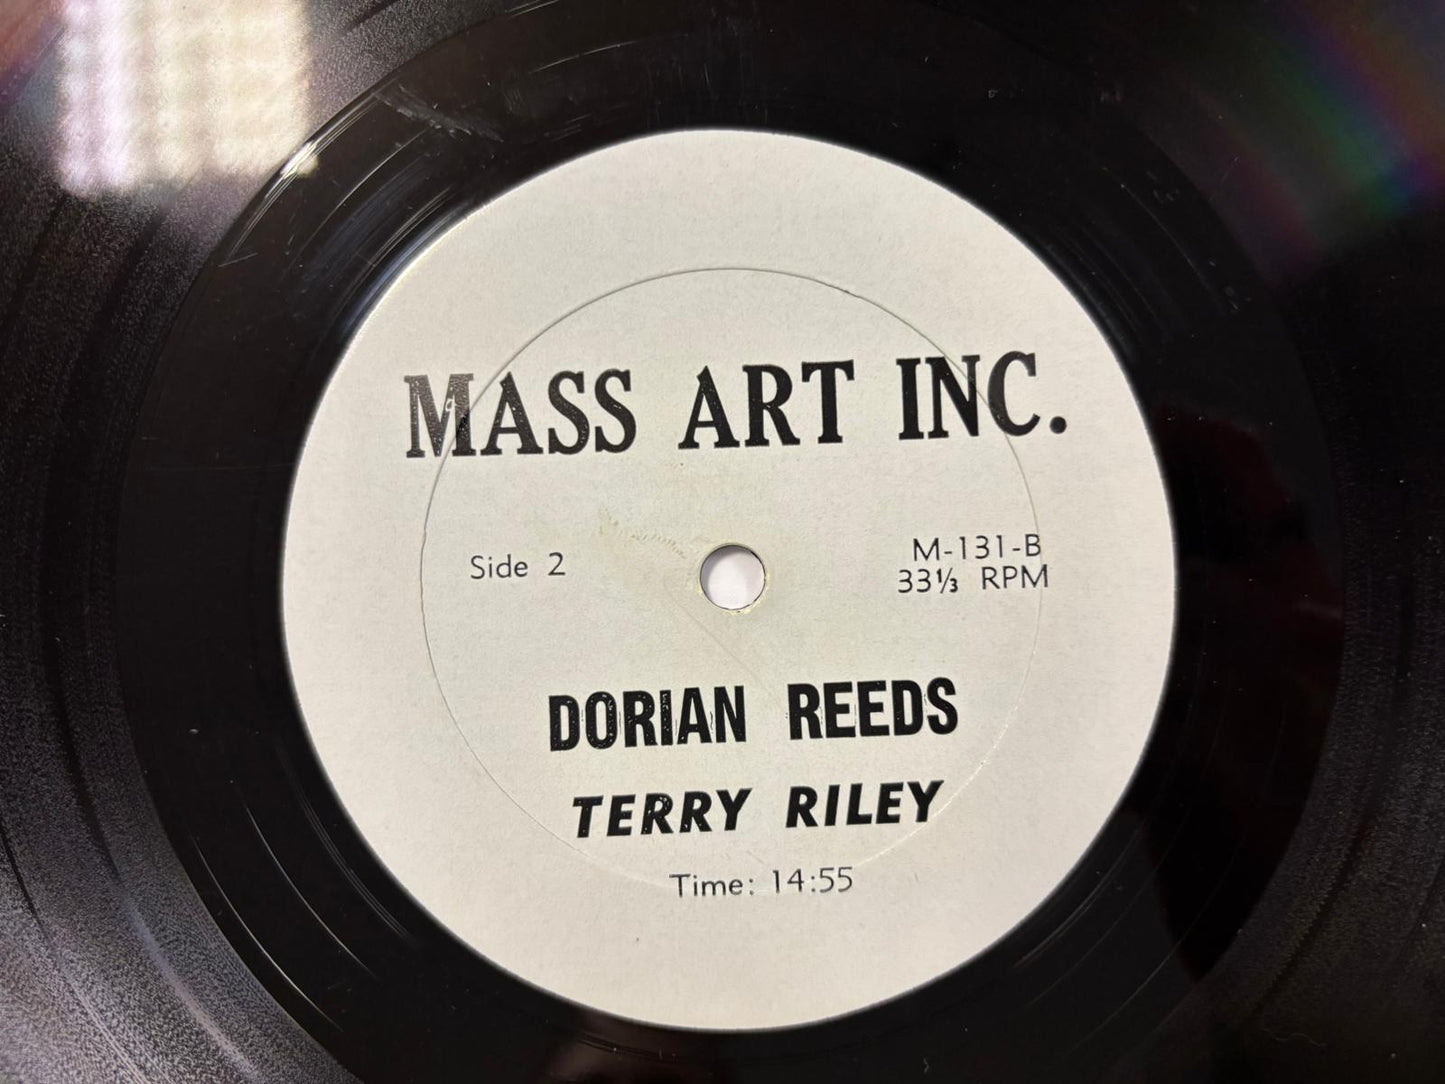 MASS ART INC.
Side 2
M-131-B
33⅓ RPM
DORIAN REEDS
TERRY RILEY
Time: 14:55